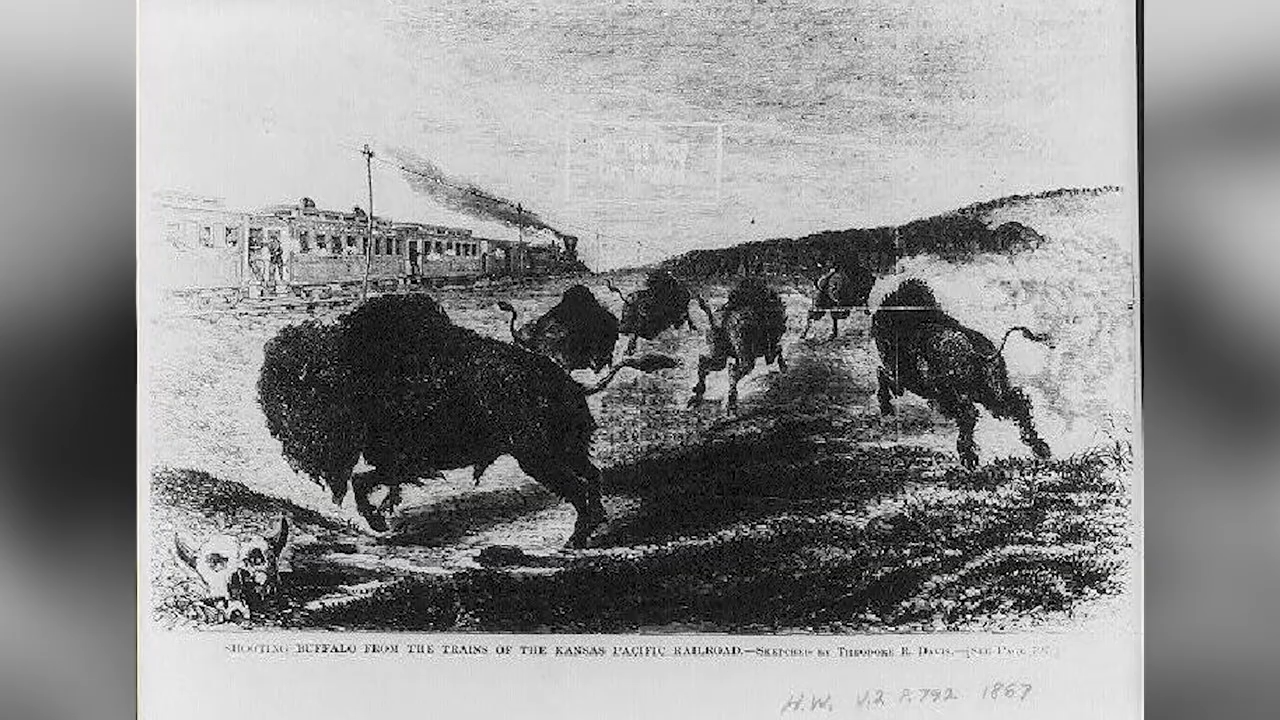 SHOOTING BUFFALO FROM THE TRAINS OF THE KANSAS PACIFIC RAILROAD.—SKETCHED BY THEODORE R. DAVIS.—[SEE PAGE
H.W. V.2 P.792 1867